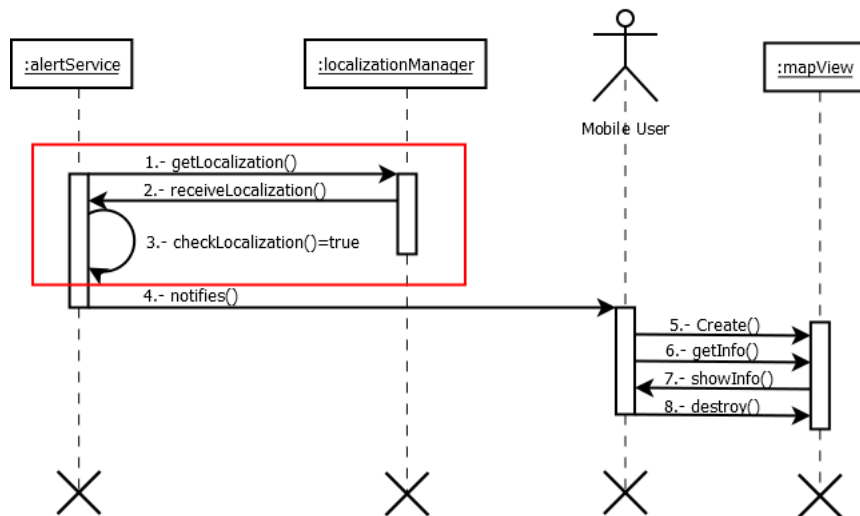 :alertService
:localizationManager
Mobile User
:mapView
1.- getLocalization()
2.- receiveLocalization()
3.- checkLocalization()=true
4.- notifies()
5.- Create()
6.- getInfo()
7.- showInfo()
8.- destroy()